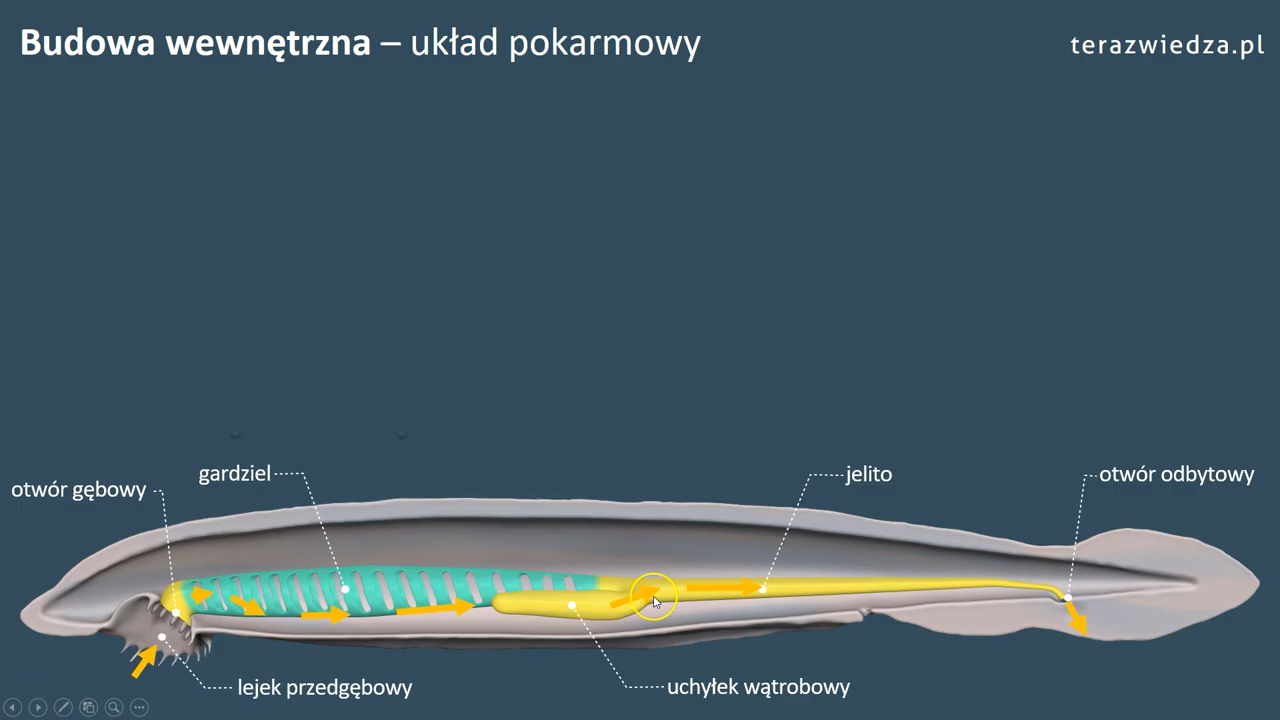 Budowa wewnętrzna – układ pokarmowy
terazwiedza.pl
gardziel
jelito
otwór odbytowy
otwór gębowy
lejek przedgębowy
uchyłek wątrobowy